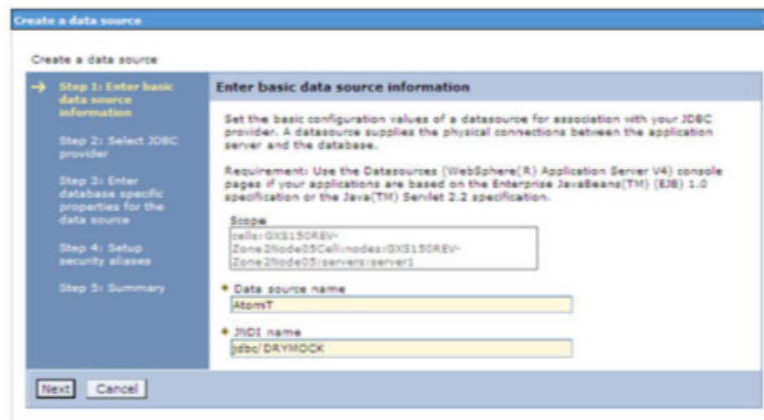 Create a data source
Create a data source
Step 1: Enter basic
data source
information
Step 2: Select JDBC
provider
Step 3: Enter
database specific
properties for the
data source
Step 4: Setup
security aliases
Step 5: Summary
Enter basic data source information
Set the basic configuration values of a datasource for association with your JDBC
provider. A datasource supplies the physical connections between the application
server and the database.
Requirement: Use the Datasources (WebSphere(R) Application Server V4) console
pages if your applications are based on the Enterprise JavaBeans(TM) (EJB) 1.0
specification or the Java(TM) Servlet 2.2 specification.
Scope
cells:GXS150REV-
Zone2Node05Cell:nodes:GXS150REV-
Zone2Node05:servers:server1
Data source name
AtomT
JNDI name
jdbc/DRYMOCK
Next Cancel